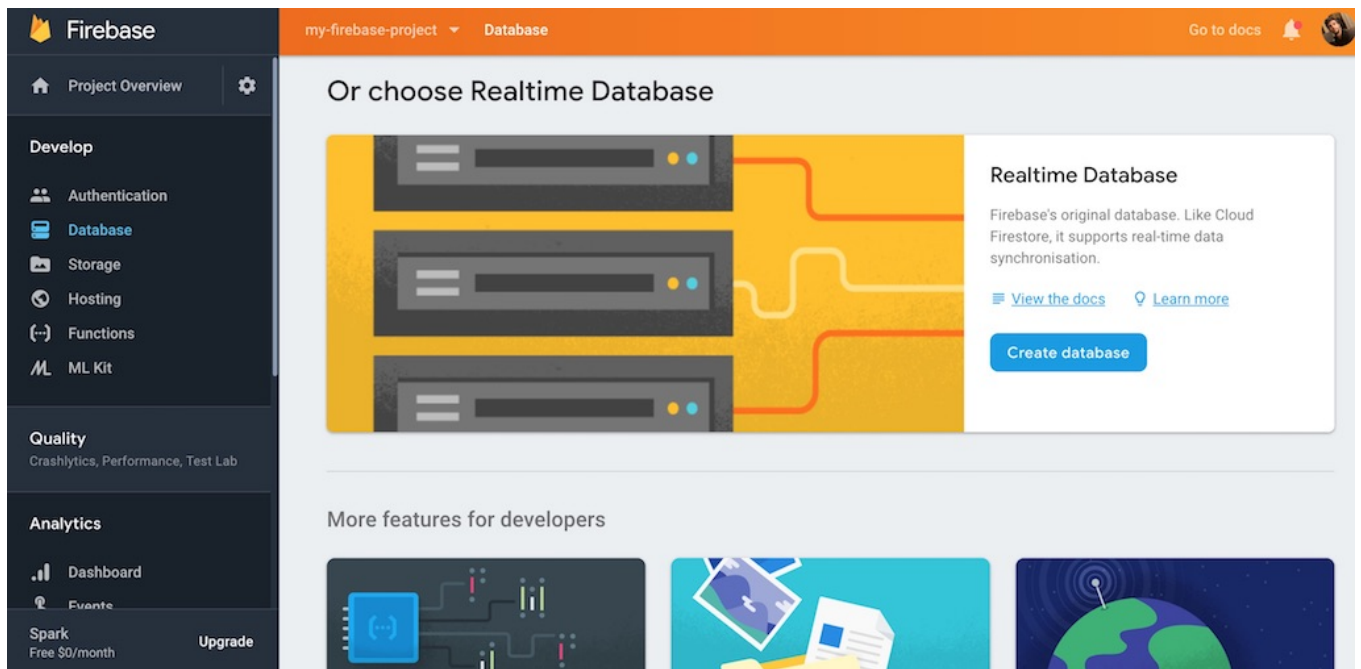 Firebase
my-firebase-project
Database
Go to docs
Project Overview
Develop
Authentication
Database
Storage
Hosting
Functions
ML Kit
Quality
Crashlytics, Performance, Test Lab
Analytics
Dashboard
Events
Spark
Free $0/month
Upgrade
Or choose Realtime Database
Realtime Database
Firebase's original database. Like Cloud
Firestore, it supports real-time data
synchronisation.
View the docs
Learn more
Create database
More features for developers